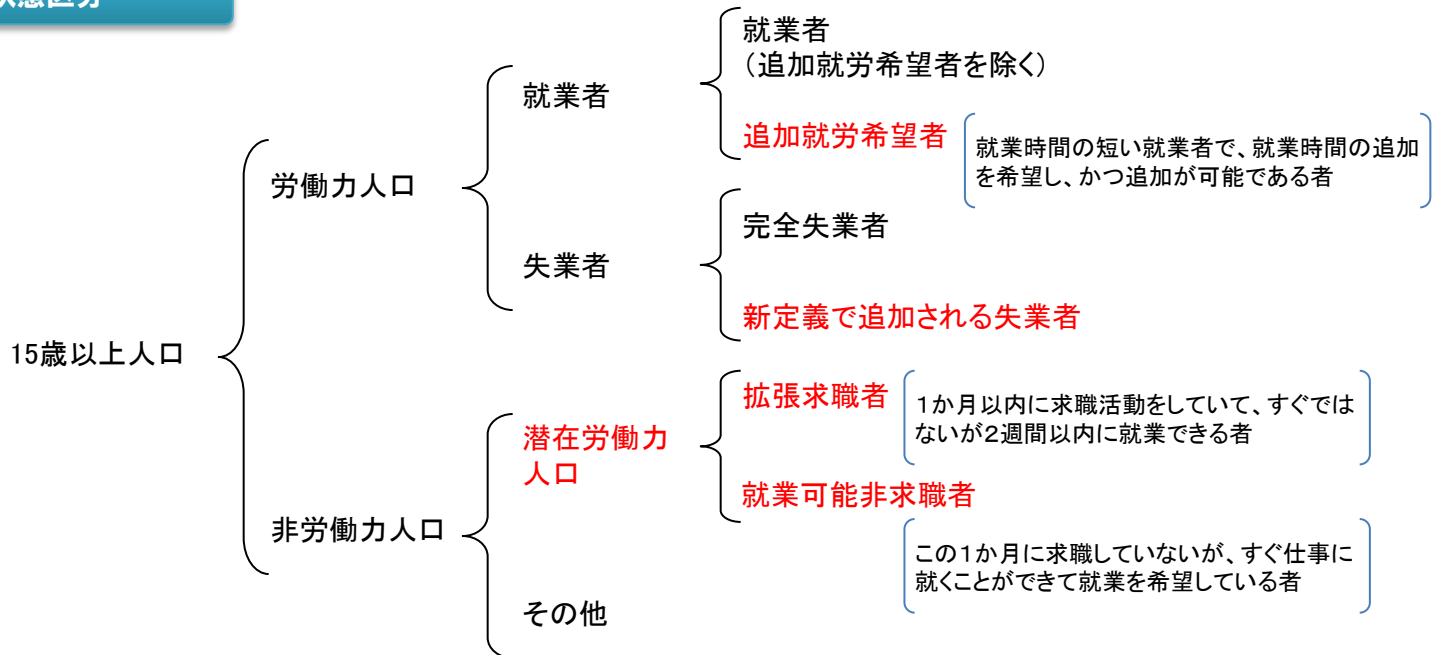 就業者
(追加就労希望者を除く)
就業者
追加就労希望者
就業時間の短い就業者で、就業時間の追加
を希望し、かつ追加が可能である者
労働力人口
完全失業者
失業者
新定義で追加される失業者
15歳以上人口
拡張求職者
1か月以内に求職活動をしていて、すぐでは
ないが2週間以内に就業できる者
潜在労働力
人口
就業可能非求職者
非労働力人口
この1か月に求職していないが、すぐ仕事に
就くことができて就業を希望している者
その他